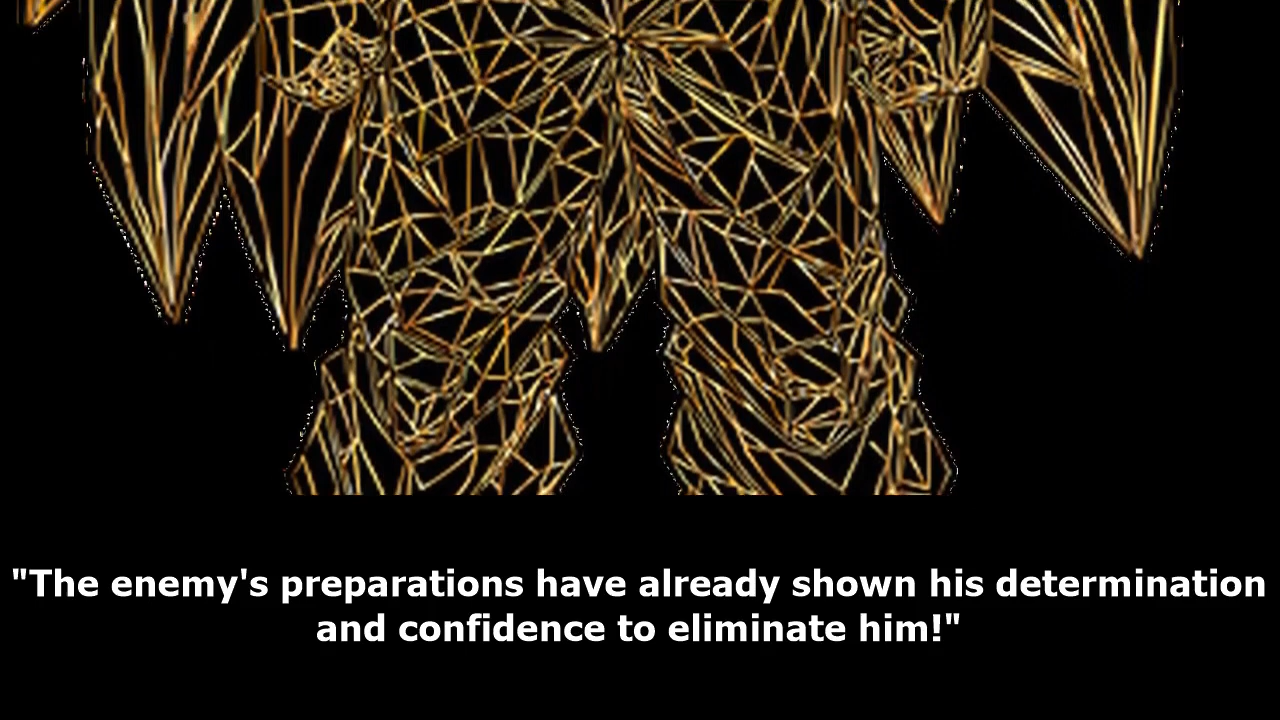 "The enemy's preparations have already shown his determination
and confidence to eliminate him!"